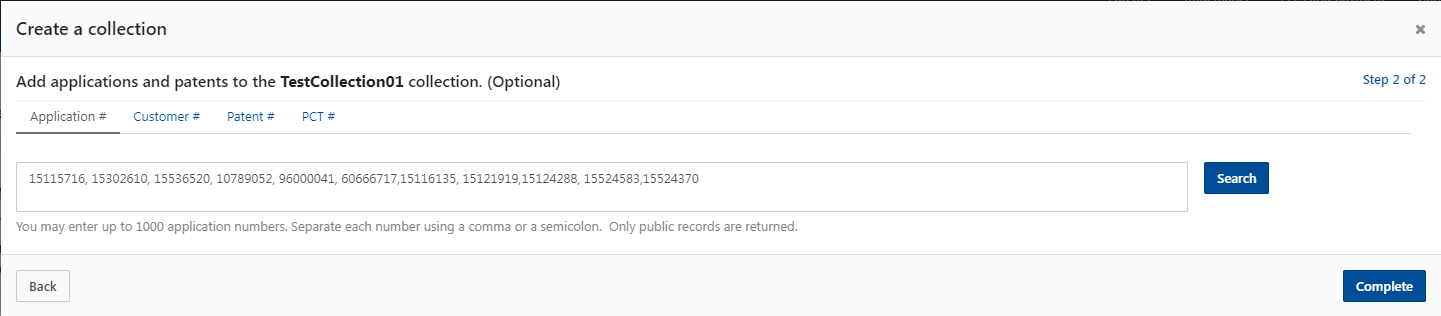 Create a collection
Add applications and patents to the TestCollection01 collection. (Optional)
Step 2 of 2
Application # Customer # Patent # PCT #
15115716, 15302610, 15536520, 10789052, 96000041, 60666717,15116135, 15121919,15124288, 15524583,15524370
Search
You may enter up to 1000 application numbers. Separate each number using a comma or a semicolon.  Only public records are returned.
Back
Complete